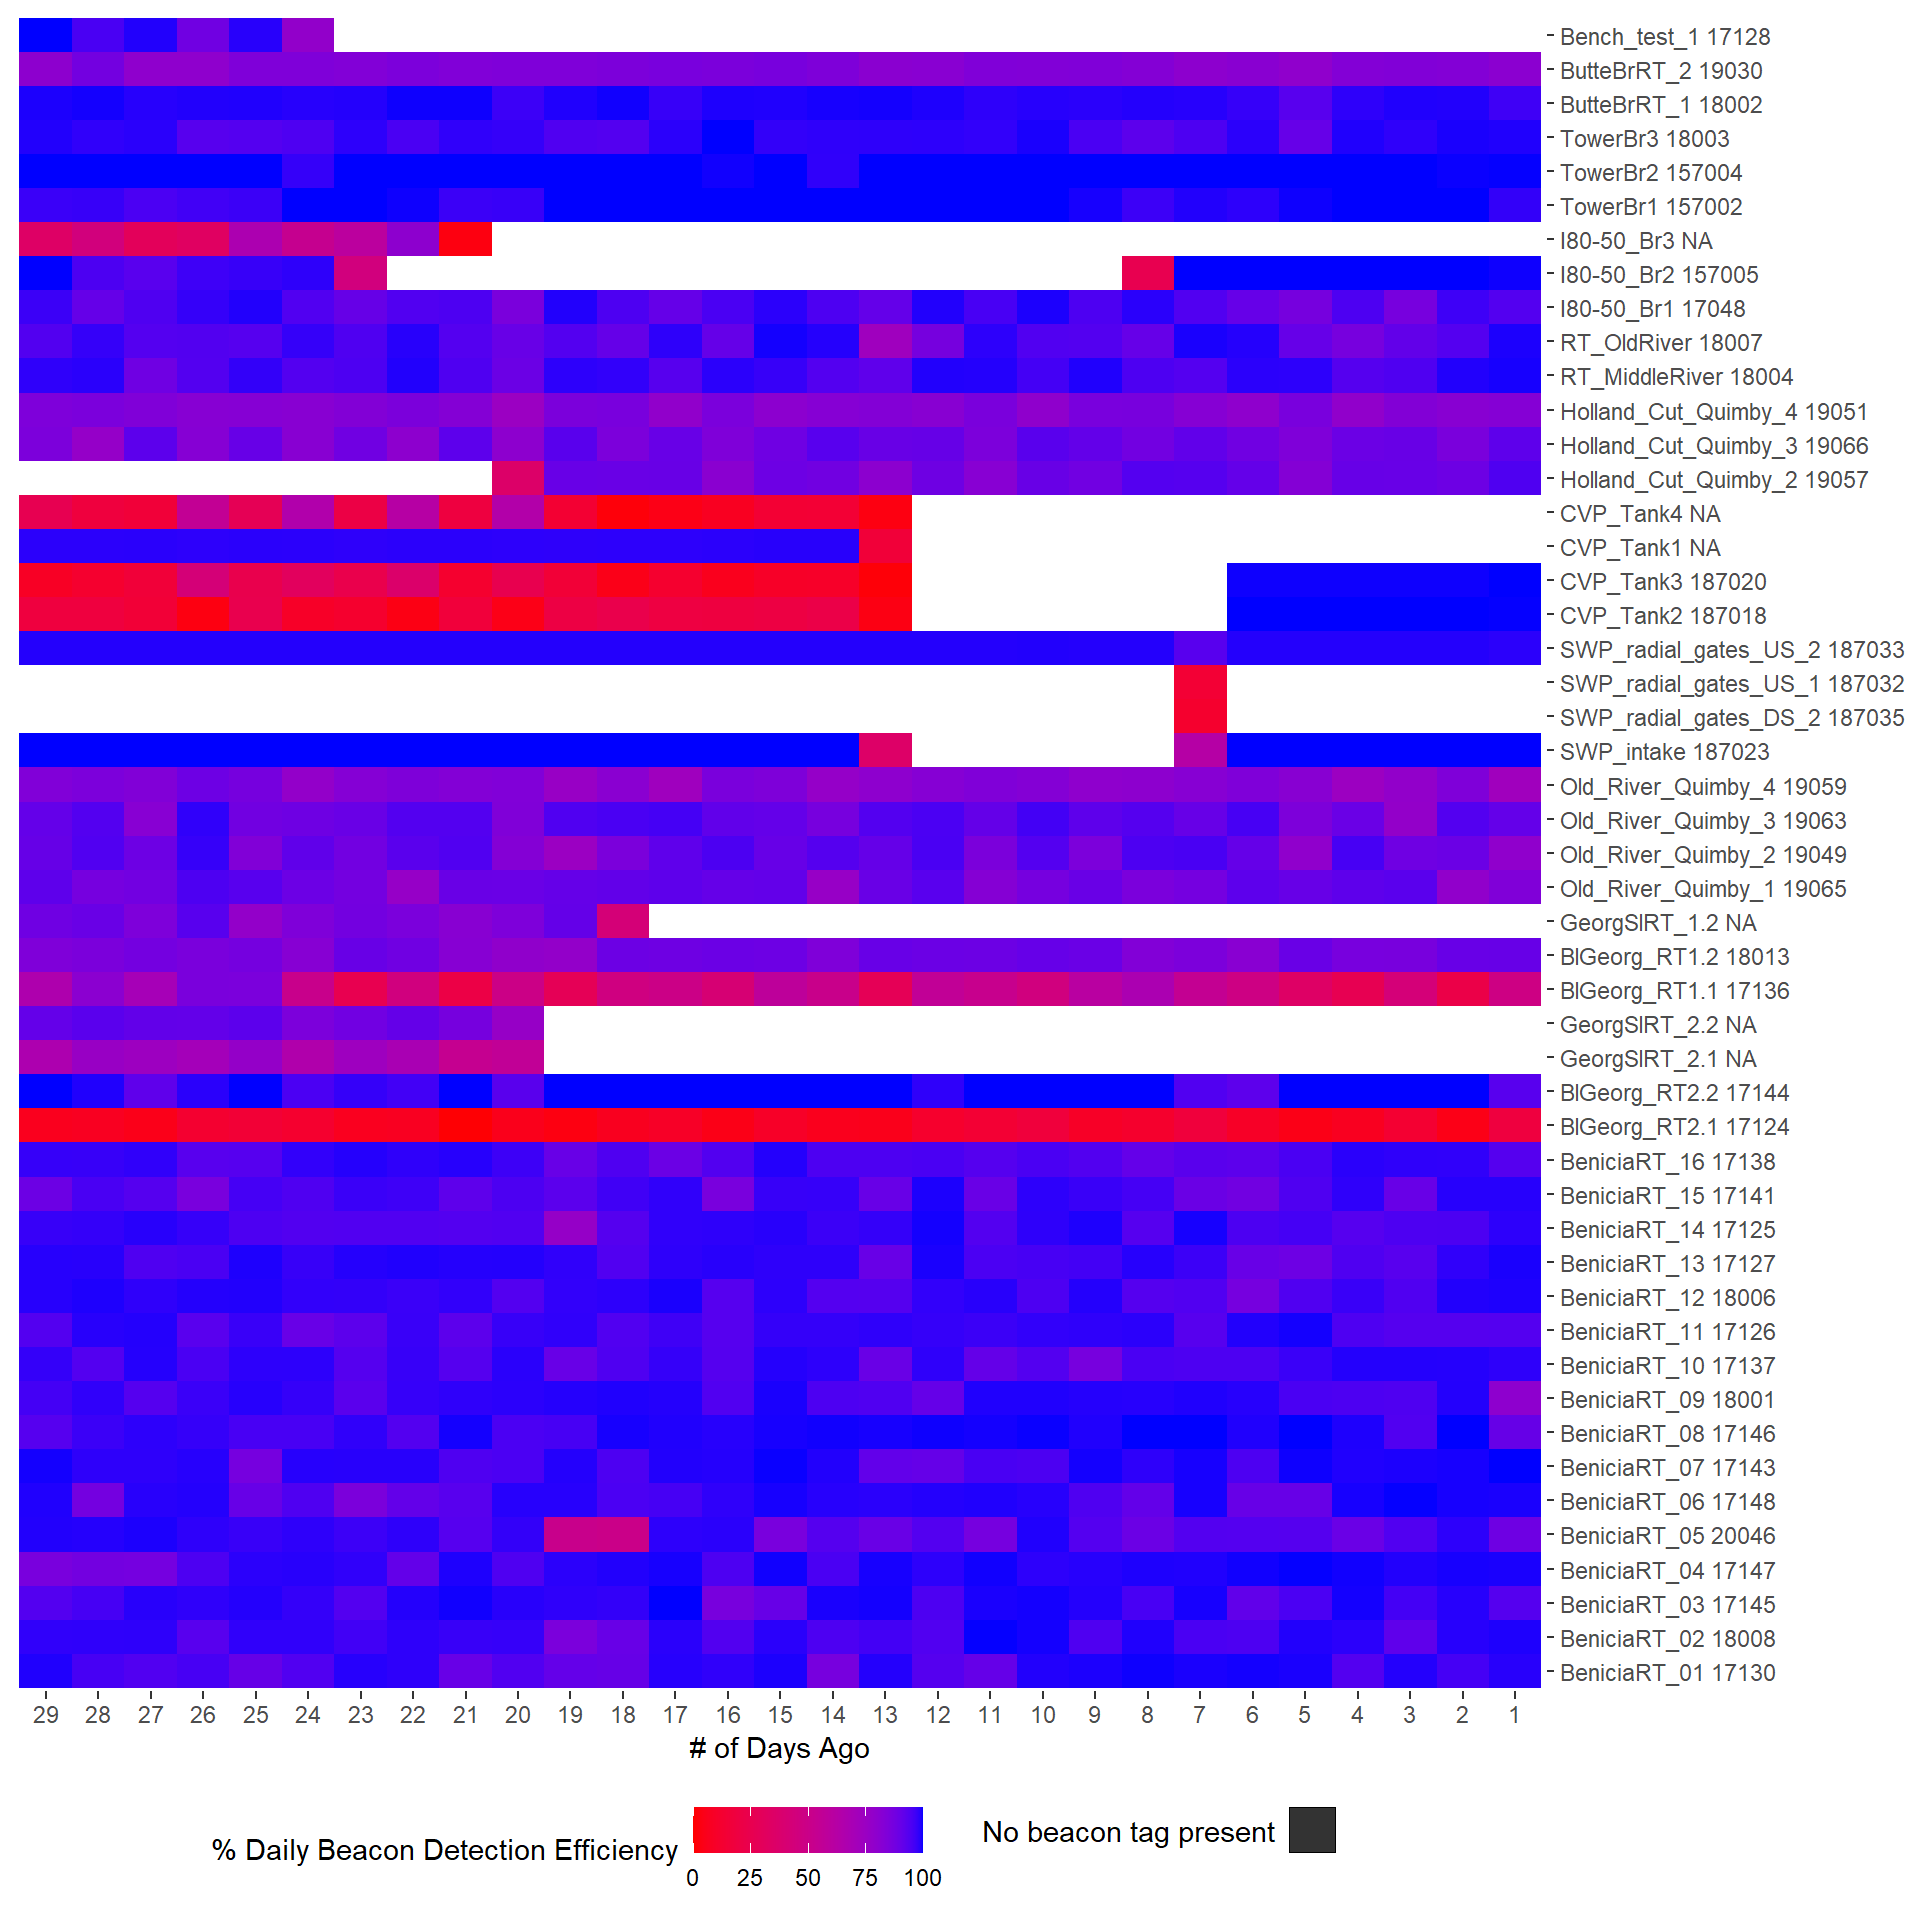 Bench_test_1 17128
ButteBrRT_2 19030
ButteBrRT_1 18002
TowerBr3 18003
TowerBr2 157004
TowerBr1 157002
I80-50_Br3 NA
I80-50_Br2 157005
I80-50_Br1 17048
RT_OldRiver 18007
RT_MiddleRiver 18004
Holland_Cut_Quimby_4 19051
Holland_Cut_Quimby_3 19066
Holland_Cut_Quimby_2 19057
CVP_Tank4 NA
CVP_Tank1 NA
CVP_Tank3 187020
CVP_Tank2 187018
SWP_radial_gates_US_2 187033
SWP_radial_gates_US_1 187032
SWP_radial_gates_DS_2 187035
SWP_intake 187023
Old_River_Quimby_4 19059
Old_River_Quimby_3 19063
Old_River_Quimby_2 19049
Old_River_Quimby_1 19065
GeorgSlRT_1.2 NA
BlGeorg_RT1.2 18013
BlGeorg_RT1.1 17136
GeorgSlRT_2.2 NA
GeorgSlRT_2.1 NA
BlGeorg_RT2.2 17144
BlGeorg_RT2.1 17124
BeniciaRT_16 17138
BeniciaRT_15 17141
BeniciaRT_14 17125
BeniciaRT_13 17127
BeniciaRT_12 18006
BeniciaRT_11 17126
BeniciaRT_10 17137
BeniciaRT_09 18001
BeniciaRT_08 17146
BeniciaRT_07 17143
BeniciaRT_06 17148
BeniciaRT_05 20046
BeniciaRT_04 17147
BeniciaRT_03 17145
BeniciaRT_02 18008
BeniciaRT_01 17130
29 28 27 26 25 24 23 22 21 20 19 18 17 16 15 14 13 12 11 10 9 8 7 6 5 4 3 2 1
# of Days Ago
% Daily Beacon Detection Efficiency
0 25 50 75 100
No beacon tag present